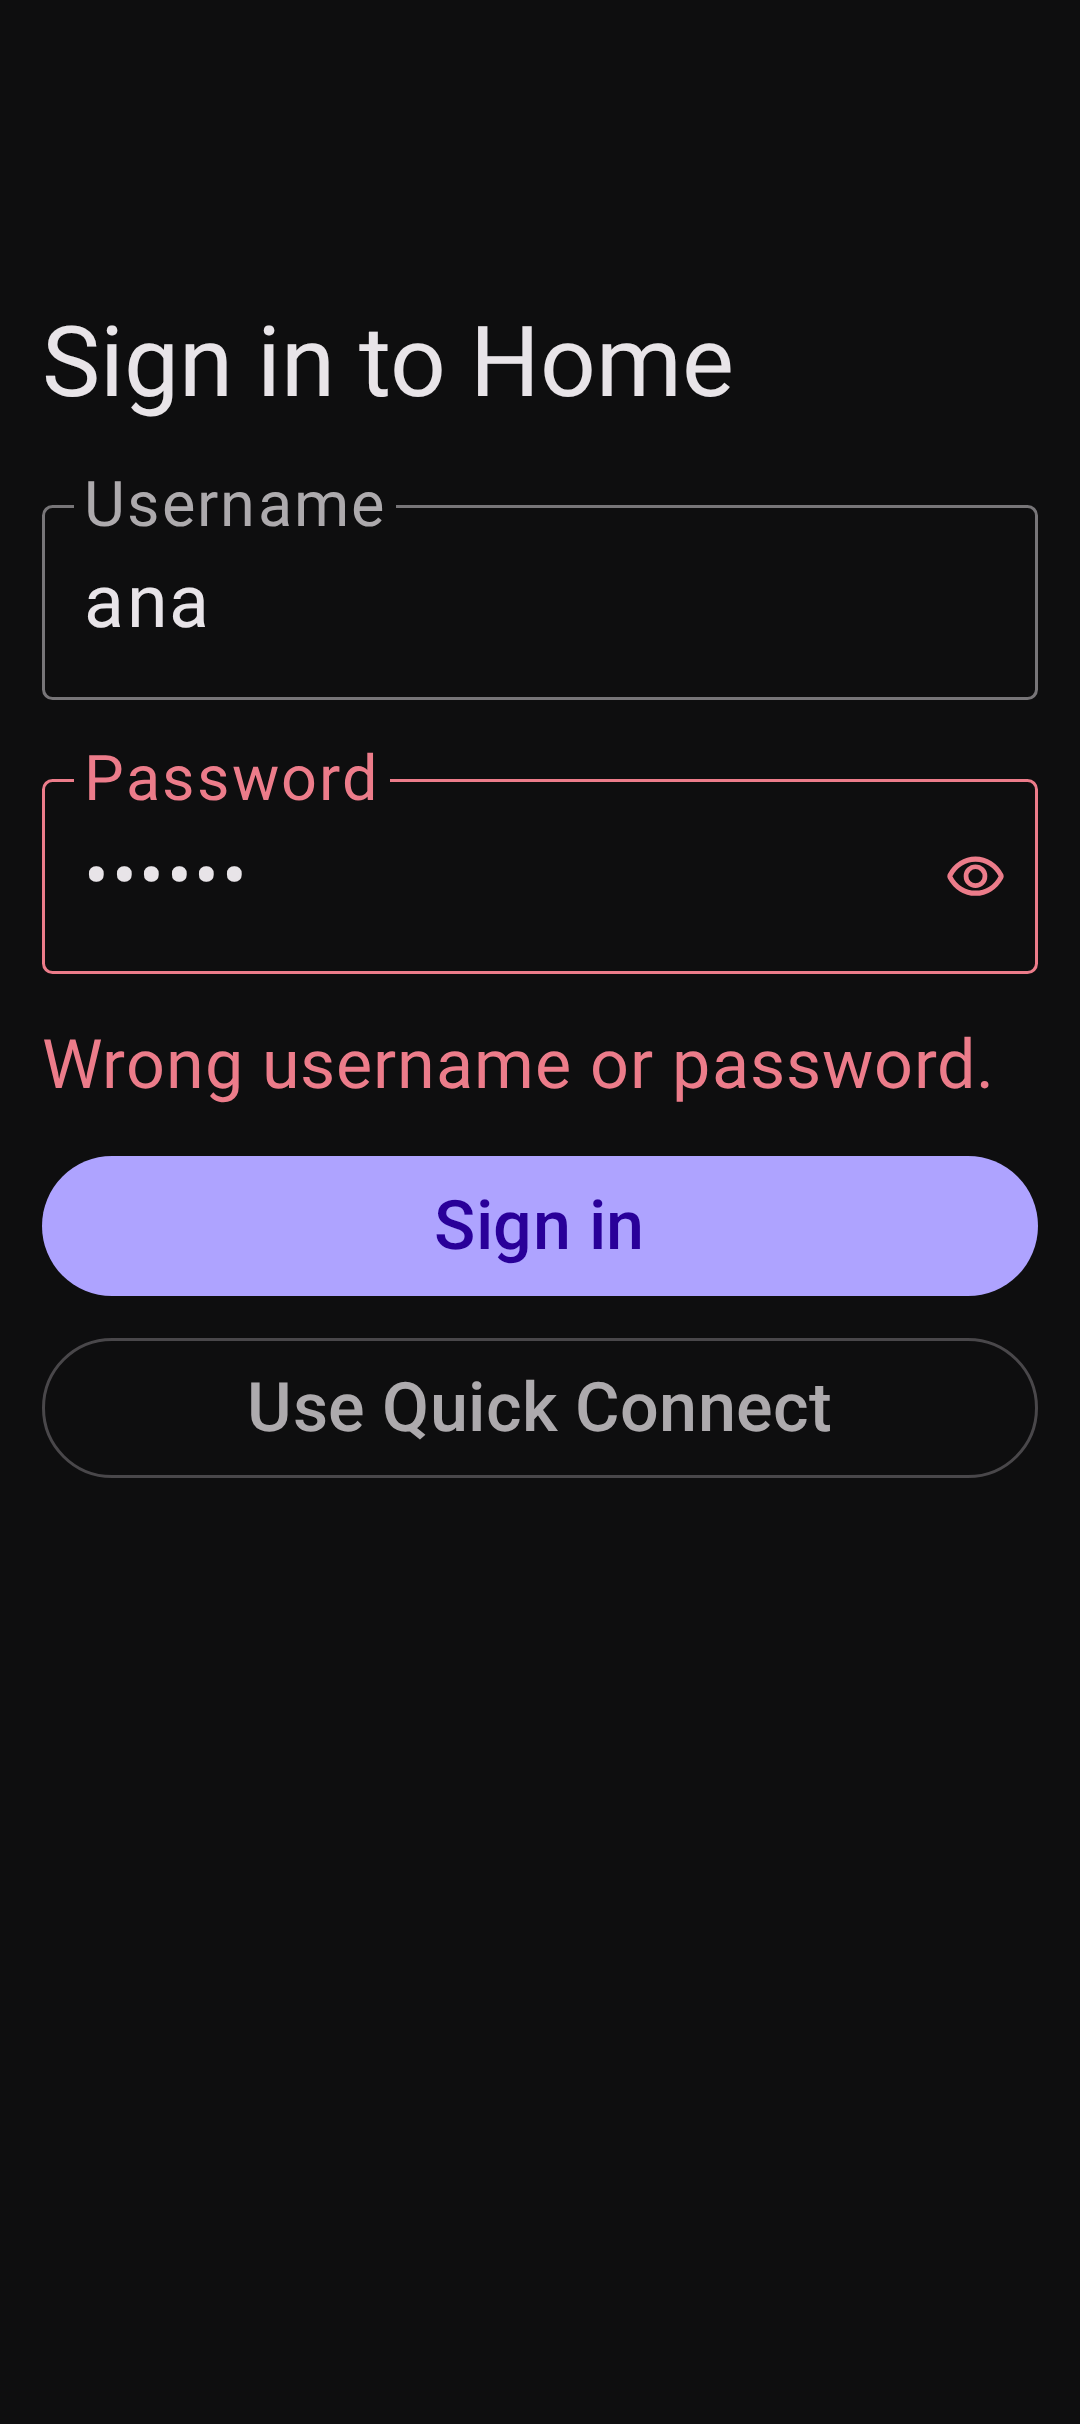 Sign in to Home
Username
ana
Password
••••••
Wrong username or password.
Sign in
Use Quick Connect